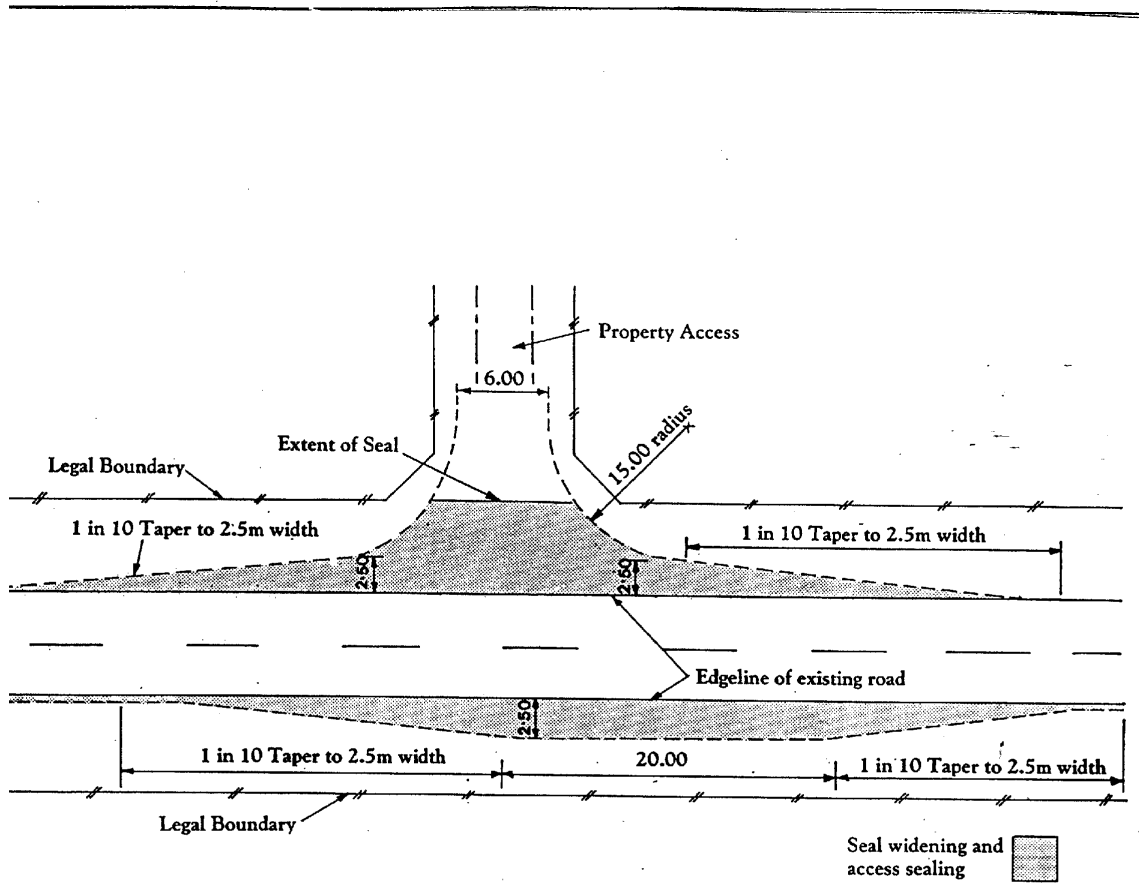 Property Access
6.00
15.00 radius
Extent of Seal
Legal Boundary
1 in 10 Taper to 2.5m width
1 in 10 Taper to 2.5m width
2·50
2·50
Edgeline of existing road
2·50
1 in 10 Taper to 2.5m width
20.00
1 in 10 Taper to 2.5m width
Legal Boundary
Seal widening and
access sealing